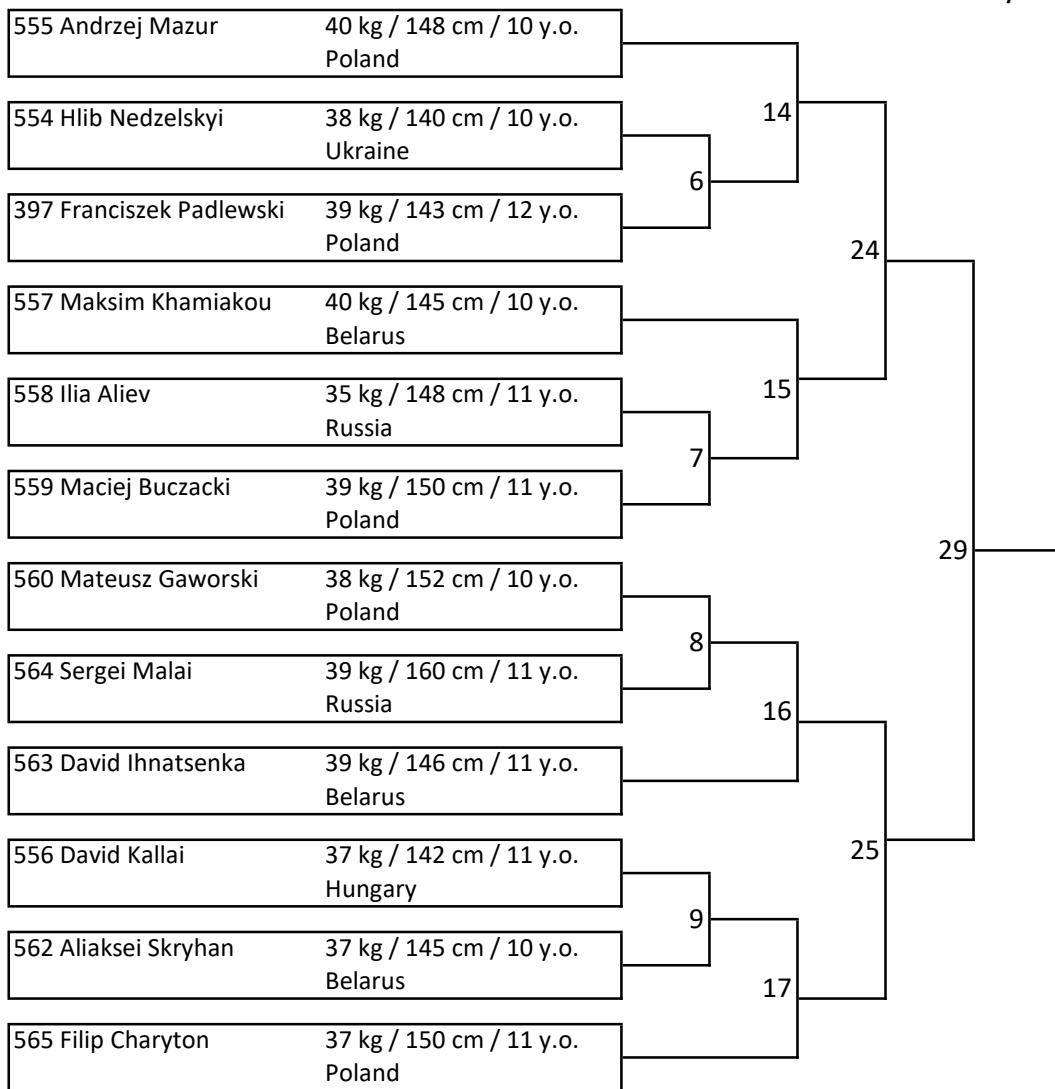 555 Andrzej Mazur 40 kg / 148 cm / 10 y.o.
Poland
14
554 Hlib Nedzelskyi 38 kg / 140 cm / 10 y.o.
Ukraine
6
397 Franciszek Padlewski 39 kg / 143 cm / 12 y.o.
Poland
24
557 Maksim Khamiakou 40 kg / 145 cm / 10 y.o.
Belarus
15
558 Ilia Aliev 35 kg / 148 cm / 11 y.o.
Russia
7
559 Maciej Buczacki 39 kg / 150 cm / 11 y.o.
Poland
29
560 Mateusz Gaworski 38 kg / 152 cm / 10 y.o.
Poland
8
564 Sergei Malai 39 kg / 160 cm / 11 y.o.
Russia
16
563 David Ihnatsenka 39 kg / 146 cm / 11 y.o.
Belarus
25
556 David Kallai 37 kg / 142 cm / 11 y.o.
Hungary
9
562 Aliaksei Skryhan 37 kg / 145 cm / 10 y.o.
Belarus
17
565 Filip Charyton 37 kg / 150 cm / 11 y.o.
Poland